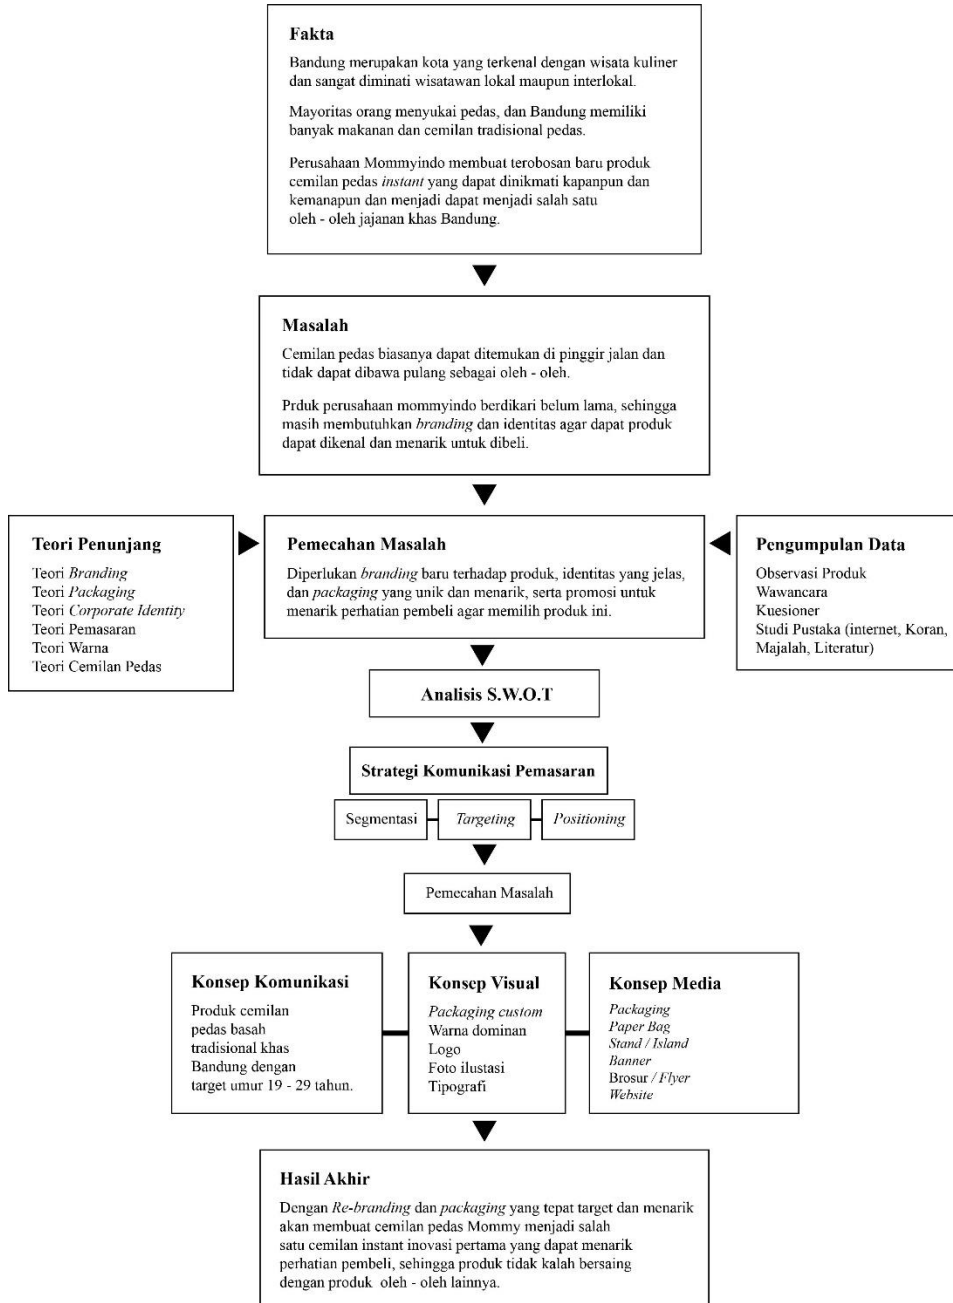 Fakta
Bandung merupakan kota yang terkenal dengan wisata kuliner
dan sangat diminati wisatawan lokal maupun interlokal.
Mayoritas orang menyukai pedas, dan Bandung memiliki
banyak makanan dan cemilan tradisional pedas.
Perusahaan Mommyindo membuat terobosan baru produk
cemilan pedas instant yang dapat dinikmati kapanpun dan
kemanapun dan menjadi dapat menjadi salah satu
oleh - oleh jajanan khas Bandung.
Masalah
Cemilan pedas biasanya dapat ditemukan di pinggir jalan dan
tidak dapat dibawa pulang sebagai oleh - oleh.
Prduk perusahaan mommyindo berdikari belum lama, sehingga
masih membutuhkan branding dan identitas agar dapat produk
dapat dikenal dan menarik untuk dibeli.
Teori Penunjang
Teori Branding
Teori Packaging
Teori Corporate Identity
Teori Pemasaran
Teori Warna
Teori Cemilan Pedas
Pemecahan Masalah
Diperlukan branding baru terhadap produk, identitas yang jelas,
dan packaging yang unik dan menarik, serta promosi untuk
menarik perhatian pembeli agar memilih produk ini.
Pengumpulan Data
Observasi Produk
Wawancara
Kuesioner
Studi Pustaka (internet, Koran,
Majalah, Literatur)
Analisis S.W.O.T
Strategi Komunikasi Pemasaran
Segmentasi
Targeting
Positioning
Pemecahan Masalah
Konsep Komunikasi
Produk cemilan
pedas basah
tradisional khas
Bandung dengan
target umur 19 - 29 tahun.
Konsep Visual
Packaging custom
Warna dominan
Logo
Foto ilustasi
Tipografi
Konsep Media
Packaging
Paper Bag
Stand / Island
Banner
Brosur / Flyer
Website
Hasil Akhir
Dengan Re-branding dan packaging yang tepat target dan menarik
akan membuat cemilan pedas Mommy menjadi salah
satu cemilan instant inovasi pertama yang dapat menarik
perhatian pembeli, sehingga produk tidak kalah bersaing
dengan produk oleh - oleh lainnya.